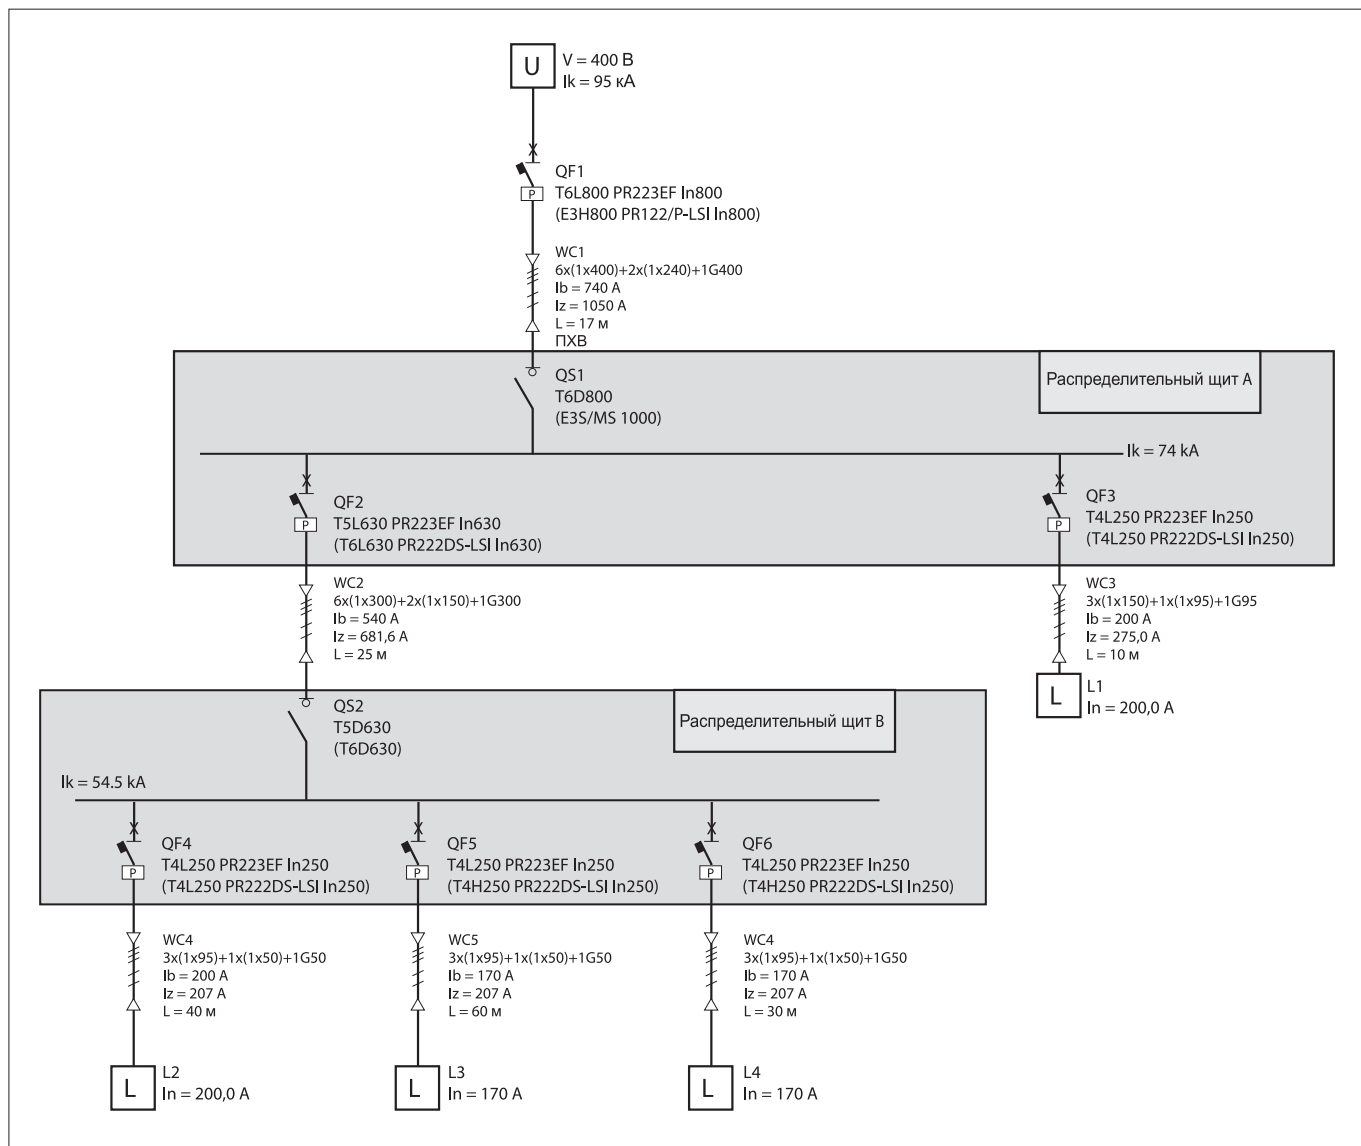 U
V = 400 В
Ik = 95 кА
QF1
P
T6L800 PR223EF In800
(E3H800 PR122/P-LSI In800)
WC1
6x(1x400)+2x(1x240)+1G400
Ib = 740 A
Iz = 1050 A
L = 17 м
ПХВ
QS1
T6D800
(E3S/MS 1000)
Распределительный щит А
Ik = 74 kA
QF2
P
T5L630 PR223EF In630
(T6L630 PR222DS-LSI In630)
QF3
P
T4L250 PR223EF In250
(T4L250 PR222DS-LSI In250)
WC2
6x(1x300)+2x(1x150)+1G300
Ib = 540 A
Iz = 681,6 A
L = 25 м
WC3
3x(1x150)+1x(1x95)+1G95
Ib = 200 A
Iz = 275,0 A
L = 10 м
L
L1
In = 200,0 A
QS2
T5D630
(T6D630)
Распределительный щит В
Ik = 54.5 kA
QF4
P
T4L250 PR223EF In250
(T4L250 PR222DS-LSI In250)
QF5
P
T4L250 PR223EF In250
(T4H250 PR222DS-LSI In250)
QF6
P
T4L250 PR223EF In250
(T4H250 PR222DS-LSI In250)
WC4
3x(1x95)+1x(1x50)+1G50
Ib = 200 A
Iz = 207 A
L = 40 м
WC5
3x(1x95)+1x(1x50)+1G50
Ib = 170 A
Iz = 207 A
L = 60 м
WC4
3x(1x95)+1x(1x50)+1G50
Ib = 170 A
Iz = 207 A
L = 30 м
L
L2
In = 200,0 A
L
L3
In = 170 A
L
L4
In = 170 A